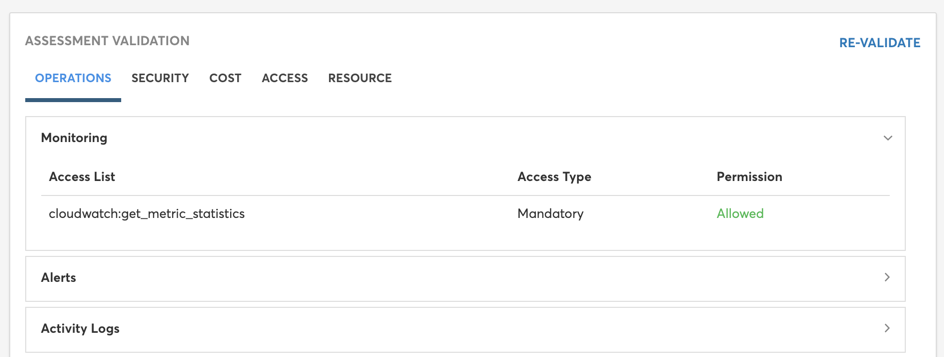 ASSESSMENT VALIDATION
RE-VALIDATE
OPERATIONS SECURITY COST ACCESS RESOURCE
Monitoring
Access List Access Type Permission
cloudwatch:get_metric_statistics Mandatory Allowed
Alerts
Activity Logs